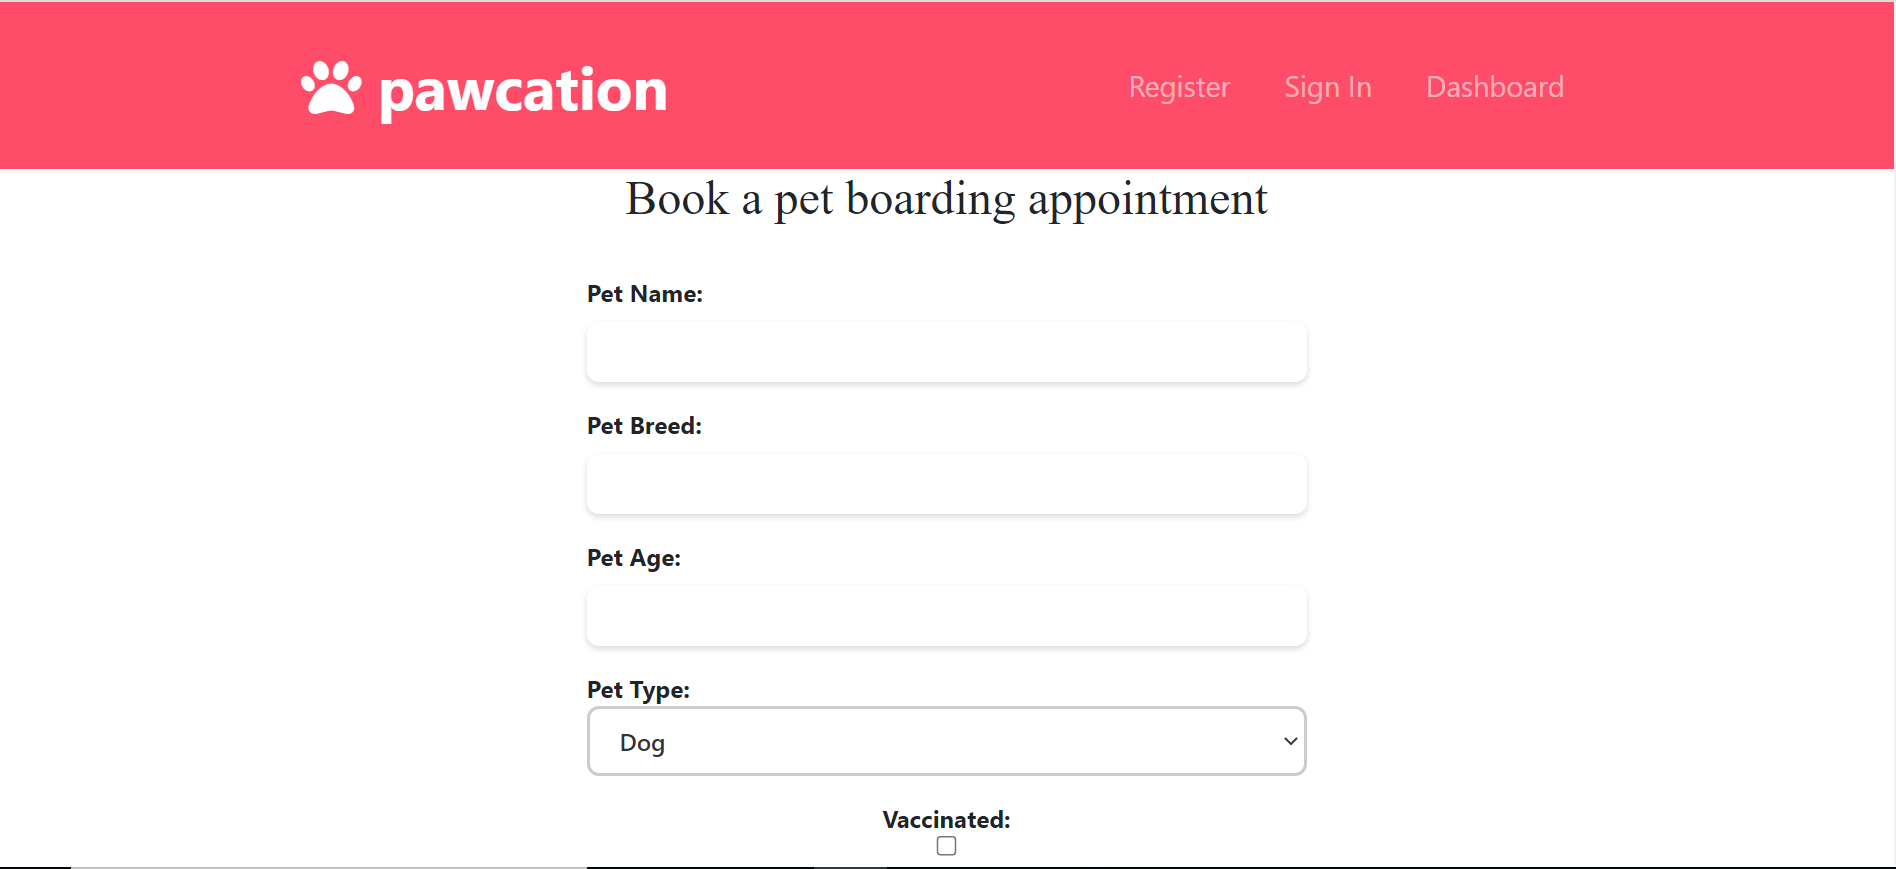 pawcation
Register Sign In Dashboard
Book a pet boarding appointment
Pet Name:
Pet Breed:
Pet Age:
Pet Type:
Dog
Vaccinated: